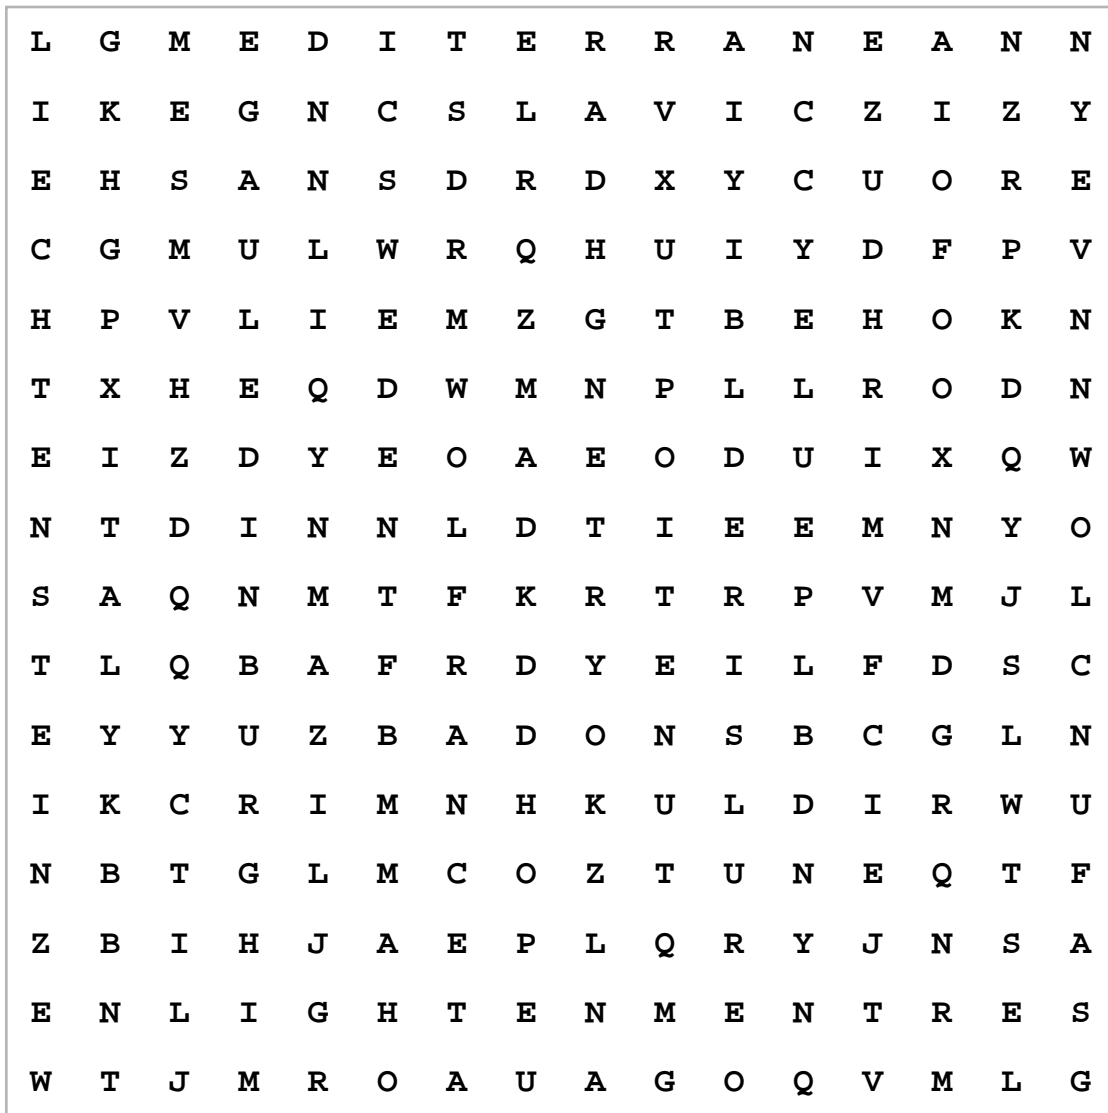 L G M E D I T E R R A N E A N N
I K E G N C S L A V I C Z I Z Y
E H S A N S D R D X Y C U O R E
C G M U L W R Q H U I Y D F P V
H P V L I E M Z G T B E H O K N
T X H E Q D W M N P L L R O D N
E I Z D Y E O A E O D U I X Q W
N T D I N N L D T I E E M N Y O
S A Q N M T F K R T R P V M J L
T L Q B A F R D Y E I L F D S C
E Y Y U Z B A D O N S B C G L N
I K C R I M N H K U L D I R W U
N B T G L M C O Z T U N E Q T F
Z B I H J A E P L Q R Y J N S A
E N L I G H T E N M E N T R E S
W T J M R O A U A G O Q V M L G